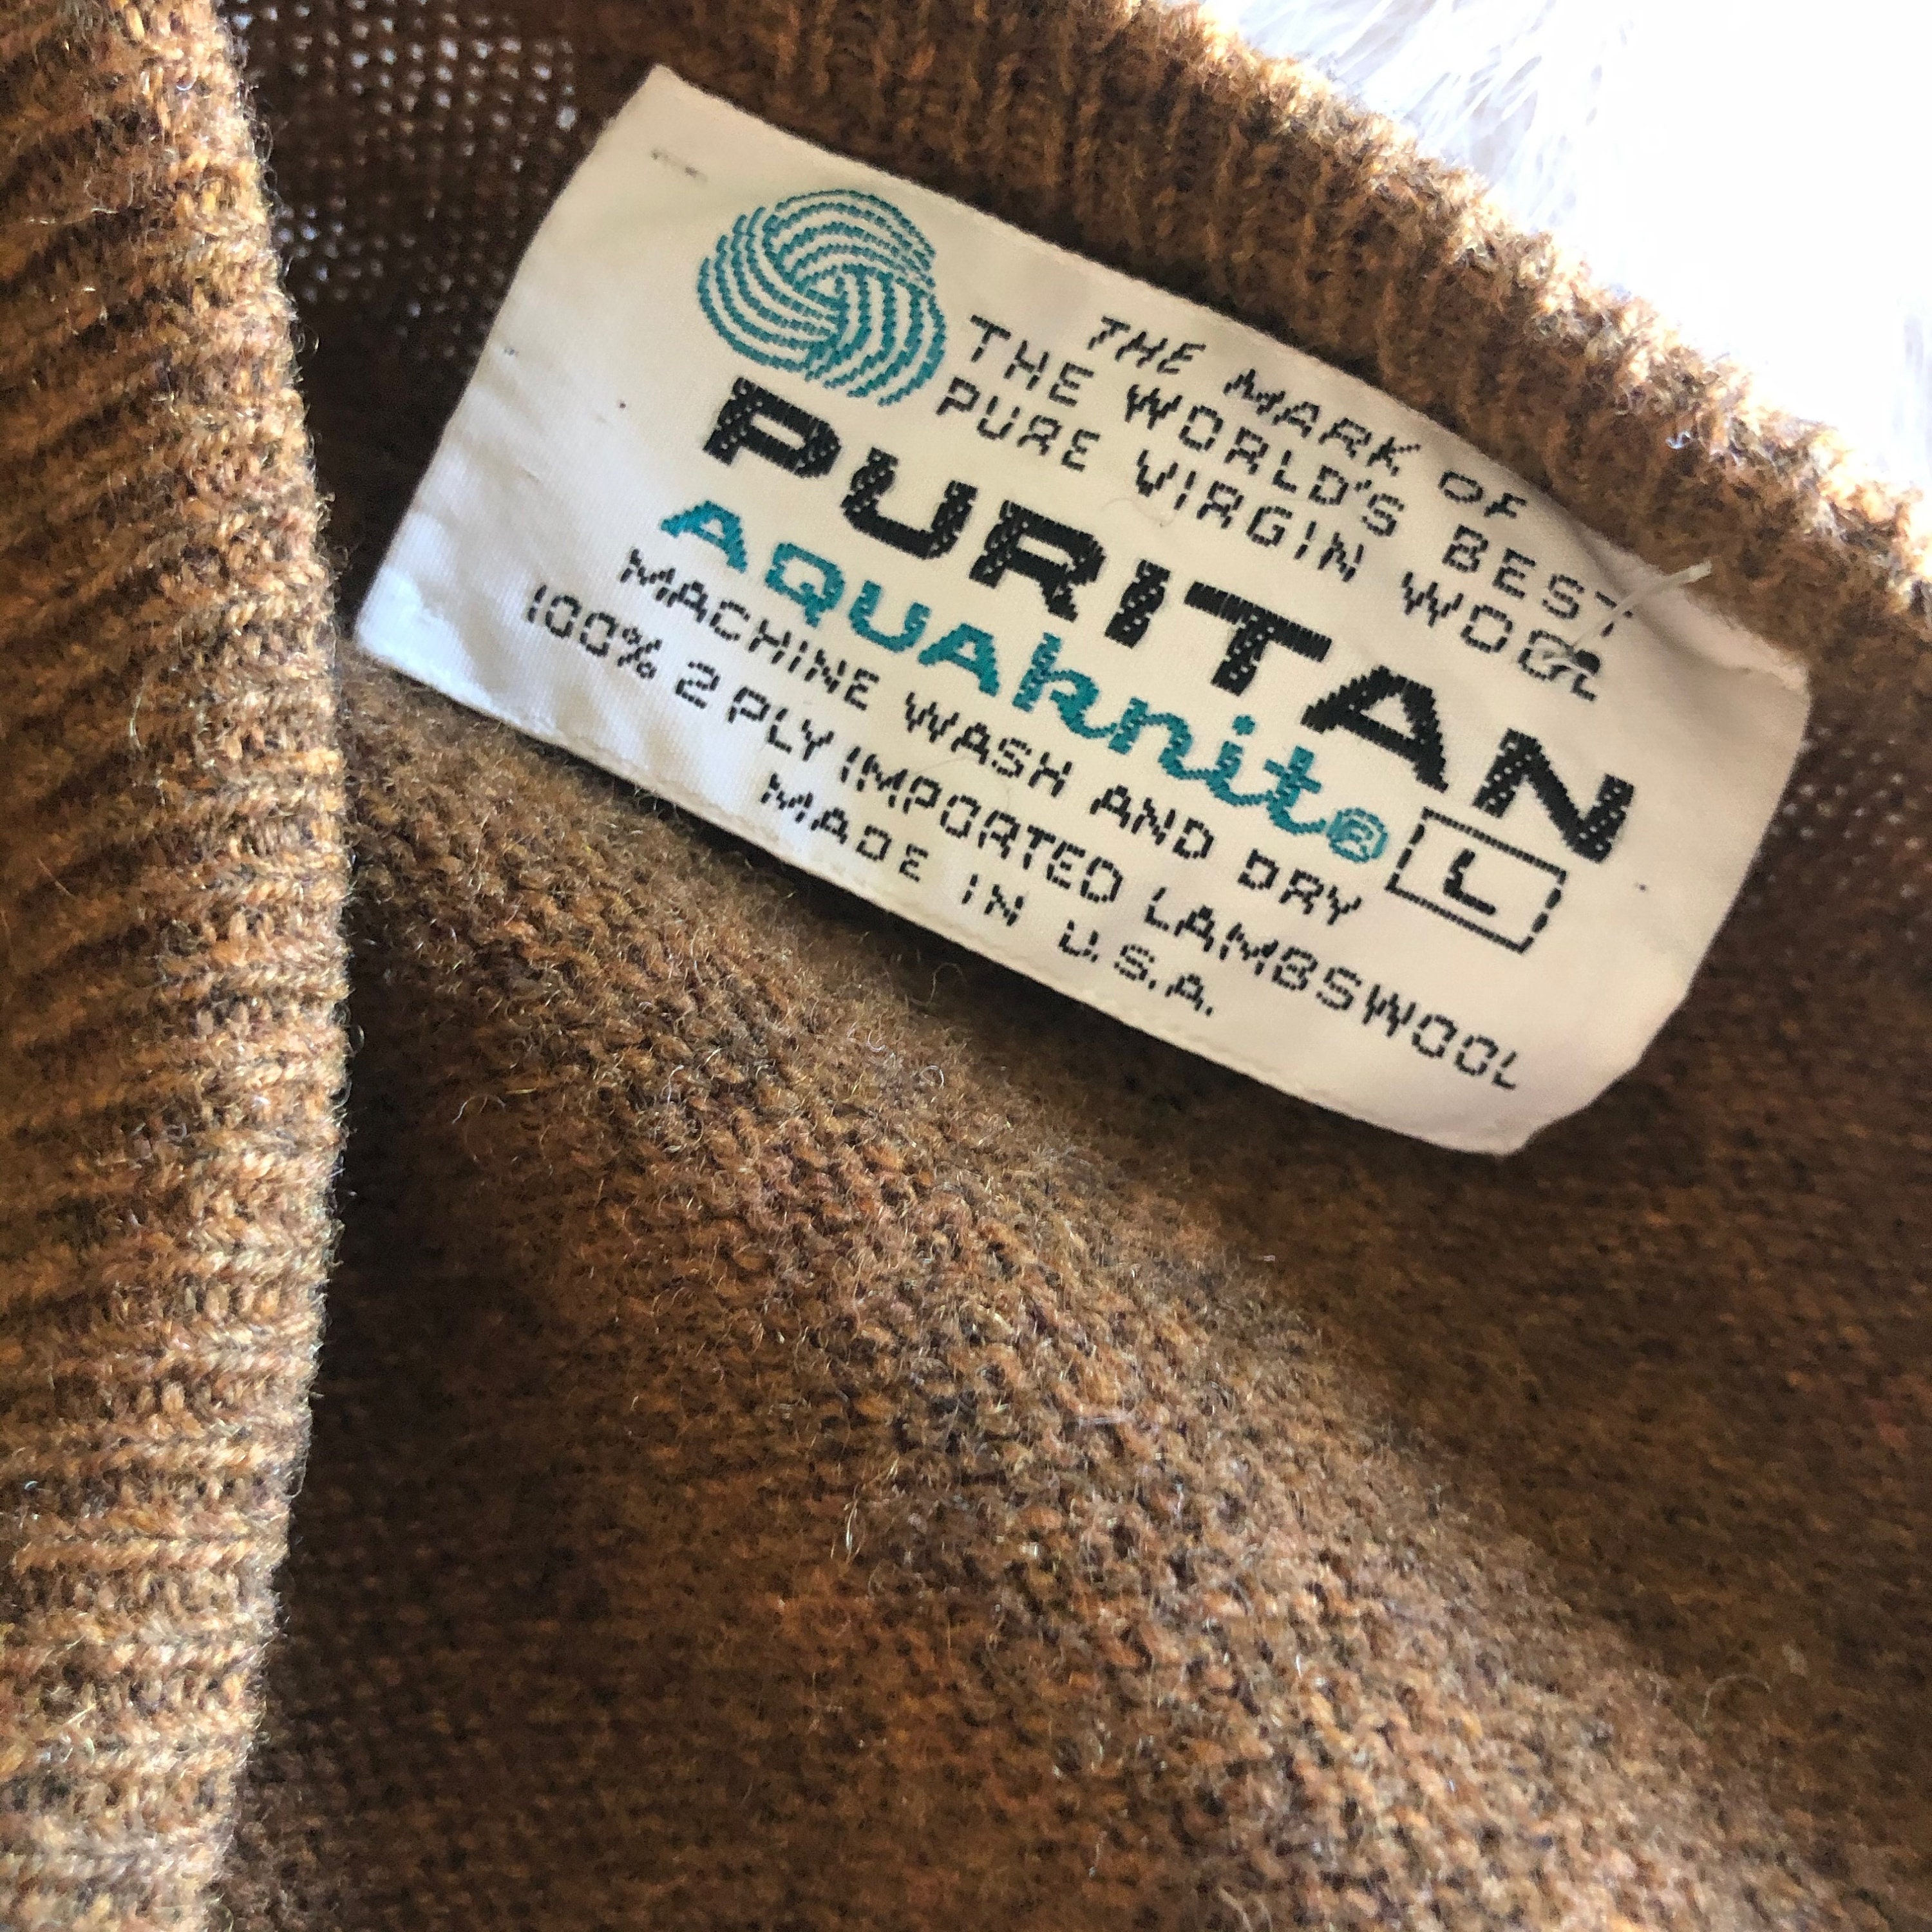 THE MARK OF
THE WORLD'S BEST
PURE VIRGIN WOOL
PURITAN
AQUAknit®
L
MACHINE WASH AND DRY
100% 2 PLY IMPORTED LAMBSWOOL
MADE IN U.S.A.